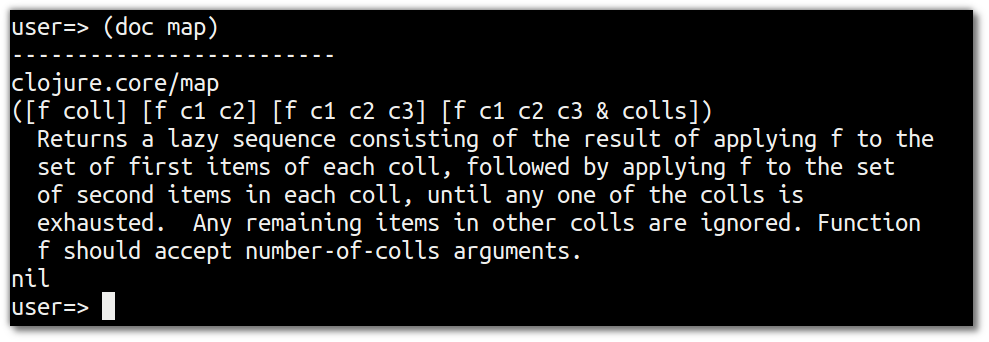 user=> (doc map)
-------------------------
clojure.core/map
([f coll] [f c1 c2] [f c1 c2 c3] [f c1 c2 c3 & colls])
  Returns a lazy sequence consisting of the result of applying f to the
  set of first items of each coll, followed by applying f to the set
  of second items in each coll, until any one of the colls is
  exhausted.  Any remaining items in other colls are ignored. Function
  f should accept number-of-colls arguments.
nil
user=>